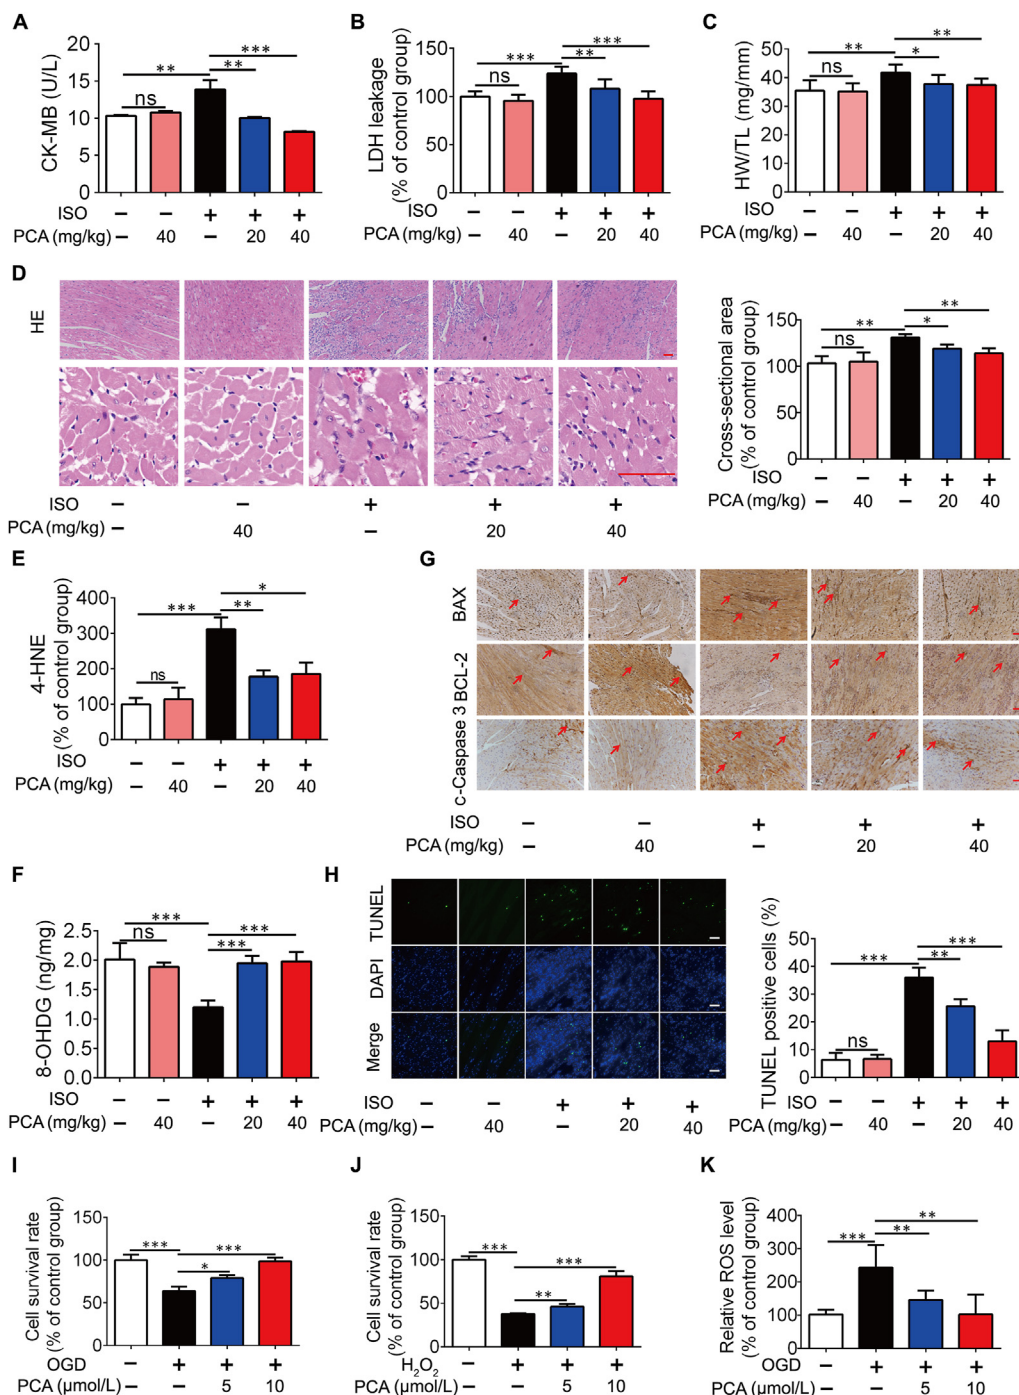 A
CK-MB (U/L)
20
15
10
5
0
ns
**
**
***
ISO − − + + +
PCA (mg/kg) − 40 − 20 40
B
LDH leakage
(% of control group)
150
100
50
0
ns
***
**
***
ISO − − + + +
PCA (mg/kg) − 40 − 20 40
C
HW/TL (mg/mm)
60
40
20
0
ns
**
*
**
ISO − − + + +
PCA (mg/kg) − 40 − 20 40
D
HE
ISO − − + + +
PCA (mg/kg) − 40 − 20 40
Cross-sectional area
(% of control group)
150
100
50
0
ns
**
*
**
ISO − − + + +
PCA (mg/kg) − 40 − 20 40
E
4-HNE
(% of control group)
400
300
200
100
0
ns
***
**
*
ISO − − + + +
PCA (mg/kg) − 40 − 20 40
G
BAX
BCL-2
c-Caspase 3
ISO − − + + +
PCA (mg/kg) − 40 − 20 40
F
8-OHDG (ng/mg)
2.5
2.0
1.5
1.0
0.5
0.0
ns
***
***
***
ISO − − + + +
PCA (mg/kg) − 40 − 20 40
H
TUNEL
DAPI
Merge
ISO − − + + +
PCA (mg/kg) − 40 − 20 40
TUNEL positive cells (%)
50
40
30
20
10
0
ns
***
**
***
ISO − − + + +
PCA (mg/kg) − 40 − 20 40
I
Cell survival rate
(% of control group)
150
100
50
0
***
*
***
OGD − + + +
PCA (μmol/L) − − 5 10
J
Cell survival rate
(% of control group)
150
100
50
0
***
**
***
H₂O₂ − + + +
PCA (μmol/L) − − 5 10
K
Relative ROS level
(% of control group)
400
300
200
100
0
***
**
**
OGD − + + +
PCA (μmol/L) − − 5 10